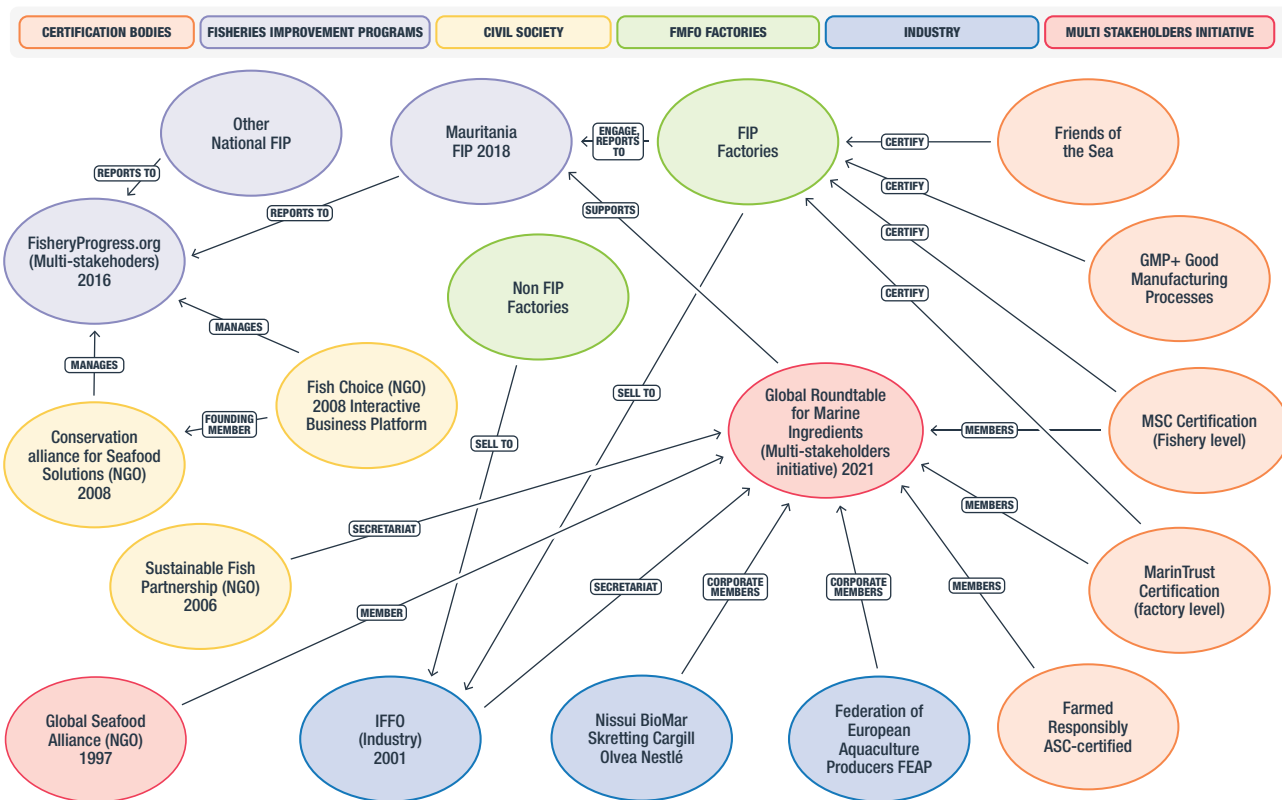 CERTIFICATION BODIES
FISHERIES IMPROVEMENT PROGRAMS
CIVIL SOCIETY
FMFO FACTORIES
INDUSTRY
MULTI STAKEHOLDERS INITIATIVE
Other
National FIP
Mauritania
FIP 2018
ENGAGE,
REPORTS
TO
FIP
Factories
CERTIFY
Friends of
the Sea
REPORTS TO
CERTIFY
REPORTS TO
SUPPORTS
CERTIFY
FisheryProgress.org
(Multi-stakehoders)
2016
GMP+ Good
Manufacturing
Processes
Non FIP
Factories
CERTIFY
MANAGES
MANAGES
Fish Choice (NGO)
2008 Interactive
Business Platform
SELL TO
Global Roundtable
for Marine
Ingredients
(Multi-stakeholders
initiative) 2021
FOUNDING
MEMBER
MEMBERS
MSC Certification
(Fishery level)
Conservation
alliance for Seafood
Solutions (NGO)
2008
SELL TO
MEMBERS
SECRETARIAT
Sustainable Fish
Partnership (NGO)
2006
SECRETARIAT
CORPORATE
MEMBERS
CORPORATE
MEMBERS
MEMBERS
MarinTrust
Certification
(factory level)
MEMBER
Global Seafood
Alliance (NGO)
1997
IFFO
(Industry)
2001
Nissui BioMar
Skretting Cargill
Olvea Nestlé
Federation of
European
Aquaculture
Producers FEAP
Farmed
Responsibly
ASC-certified